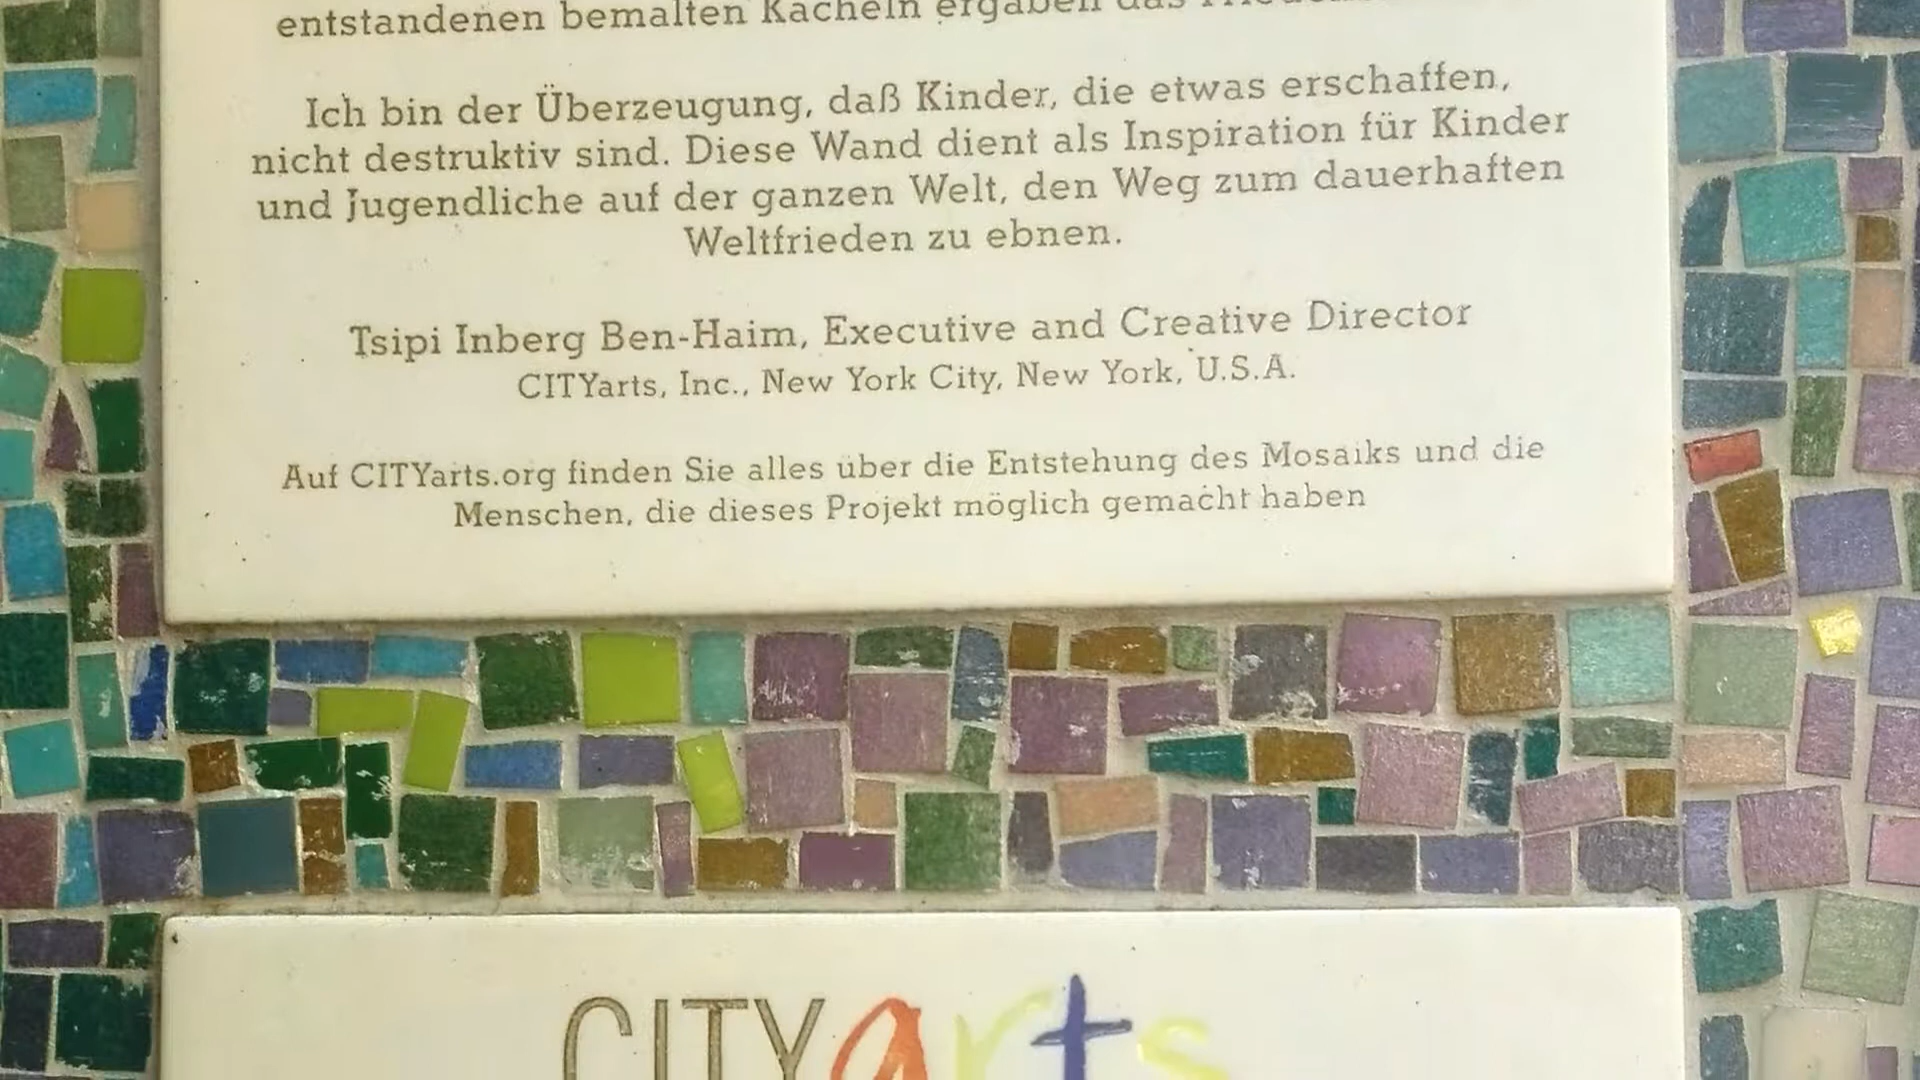 entstandenen bemalten Kacheln ergaben das
Ich bin der Überzeugung, daß Kinder, die etwas erschaffen,
nicht destruktiv sind. Diese Wand dient als Inspiration für Kinder
und Jugendliche auf der ganzen Welt, den Weg zum dauerhaften
Weltfrieden zu ebnen.
Tsipi Inberg Ben-Haim, Executive and Creative Director
CITYarts, Inc., New York City, New York, U.S.A.
Auf CITYarts.org finden Sie alles über die Entstehung des Mosaiks und die
Menschen, die dieses Projekt möglich gemacht haben
CITYarts